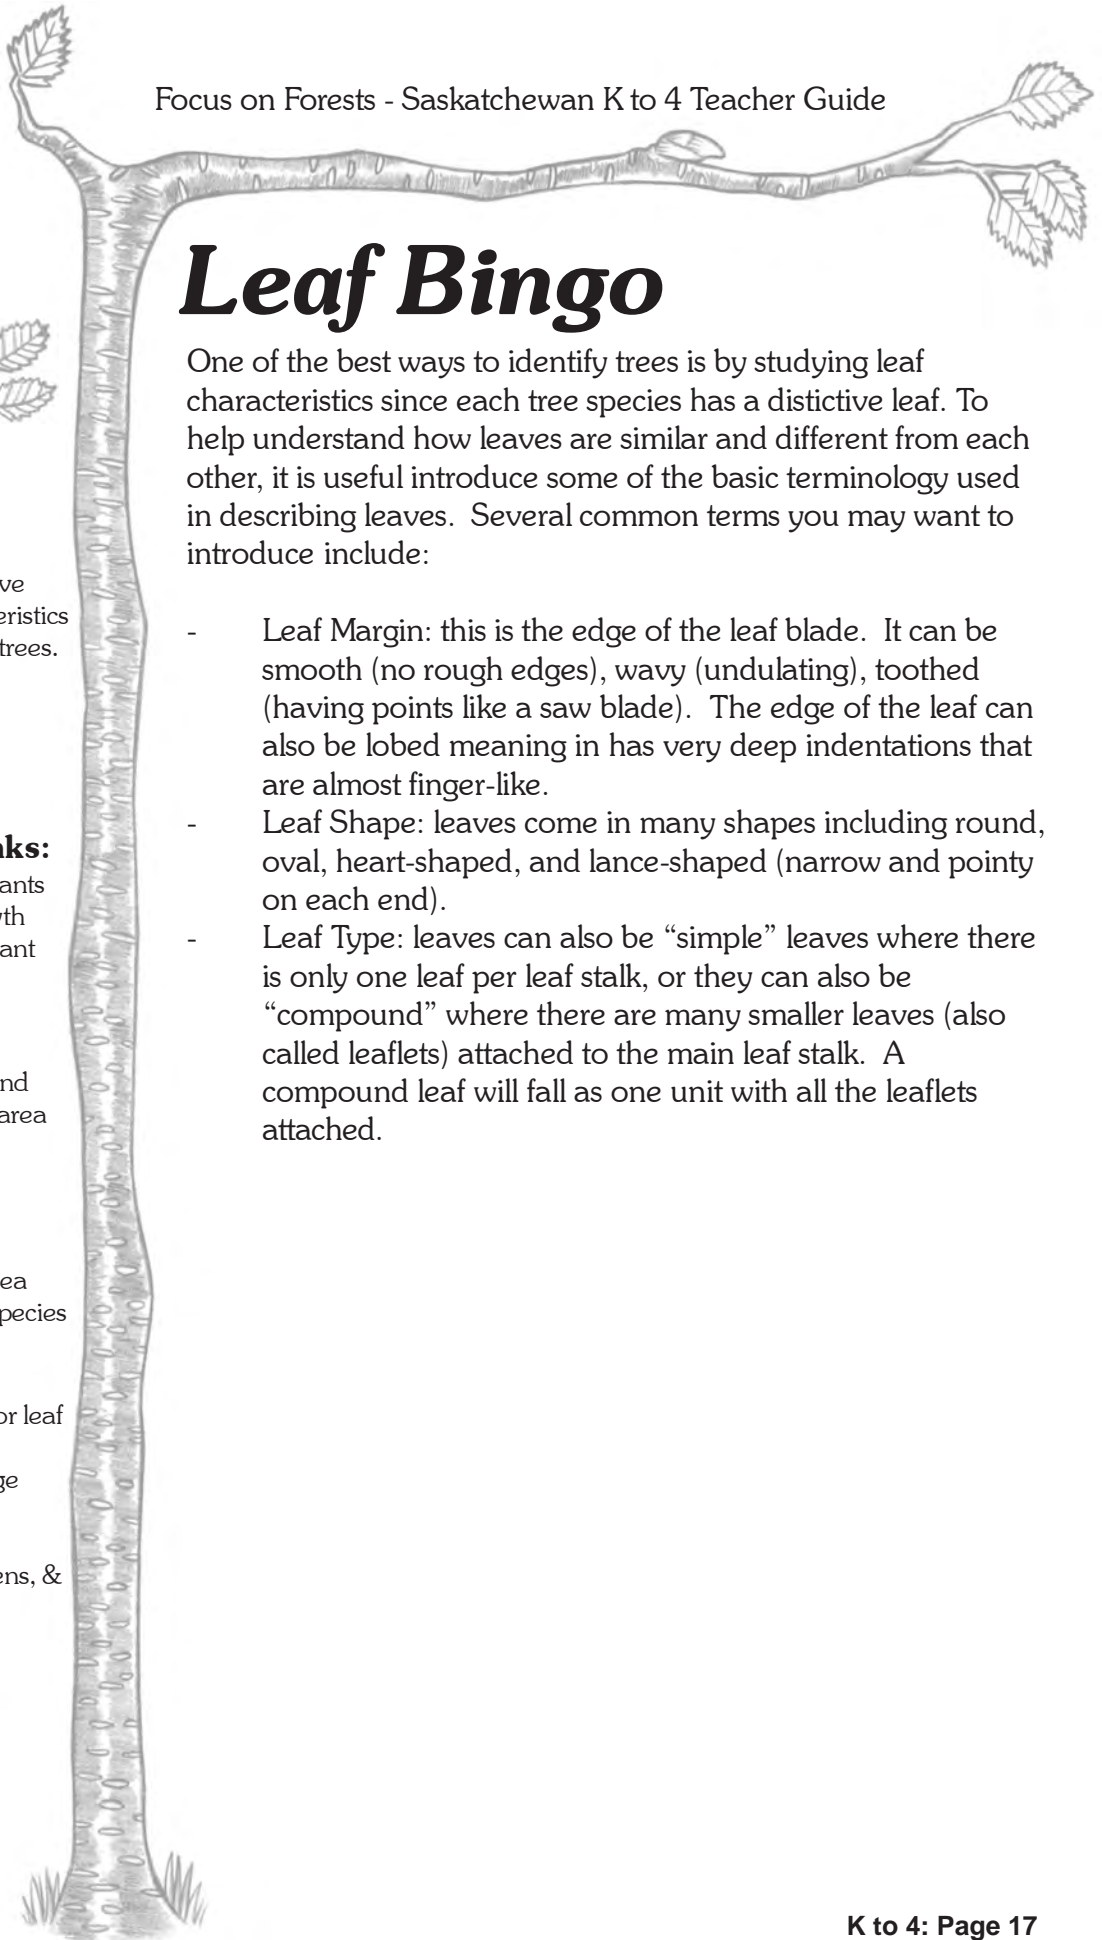 Focus on Forests - Saskatchewan K to 4 Teacher Guide
Leaf Bingo
One of the best ways to identify trees is by studying leaf
characteristics since each tree species has a distictive leaf. To
help understand how leaves are similar and different from each
other, it is useful introduce some of the basic terminology used
in describing leaves. Several common terms you may want to
introduce include:
- Leaf Margin: this is the edge of the leaf blade. It can be
smooth (no rough edges), wavy (undulating), toothed
(having points like a saw blade). The edge of the leaf can
also be lobed meaning in has very deep indentations that
are almost finger-like.
- Leaf Shape: leaves come in many shapes including round,
oval, heart-shaped, and lance-shaped (narrow and pointy
on each end).
- Leaf Type: leaves can also be “simple” leaves where there
is only one leaf per leaf stalk, or they can also be
“compound” where there are many smaller leaves (also
called leaflets) attached to the main leaf stalk. A
compound leaf will fall as one unit with all the leaflets
attached.
trees.
area
or leaf
&
K to 4: Page 17